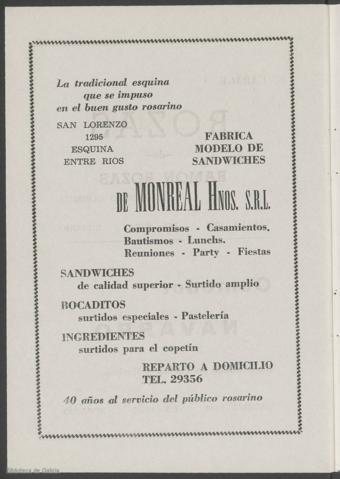 La tradicional esquina
que se impuso
en el buen gusto rosarino
SAN LORENZO
1295
ESQUINA
ENTRE RIOS
FABRICA
MODELO DE
SANDWICHES
DE MONREAL HNOS. S.R.L.
Compromisos - Casamientos,
Bautismos - Lunchs.
Reuniones - Party - Fiestas
SANDWICHES
de calidad superior - Surtido amplio
BOCADITOS
surtidos especiales - Pastelería
INGREDIENTES
surtidos para el copetín
REPARTO A DOMICILIO
TEL. 29356
40 años al servicio del público rosarino
Biblioteca de Galicia